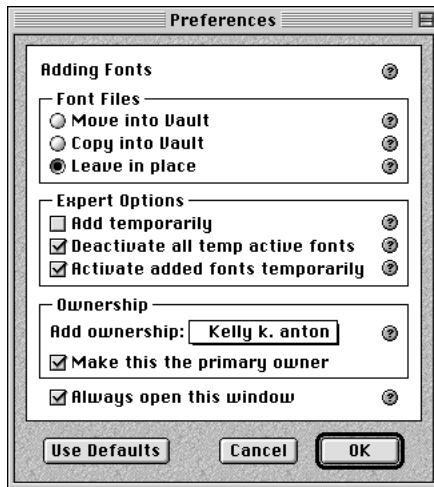 Preferences
Adding Fonts ?
Font Files
Move into Vault ?
Copy into Vault ?
Leave in place ?
Expert Options
Add temporarily ?
Deactivate all temp active fonts ?
Activate added fonts temporarily ?
Ownership
Add ownership: Kelly k. anton ?
Make this the primary owner
Always open this window ?
Use Defaults Cancel OK